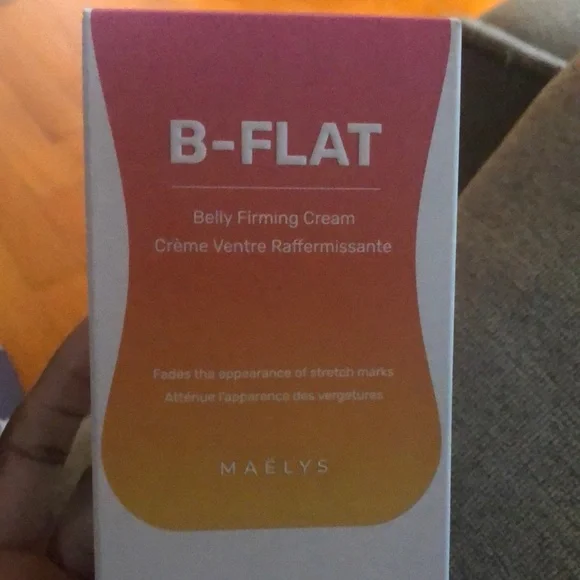 B-FLAT
Belly Firming Cream
Crème Ventre Raffermissante
Fades the appearance of stretch marks
Atténue l'apparence des vergetures
MAËLYS